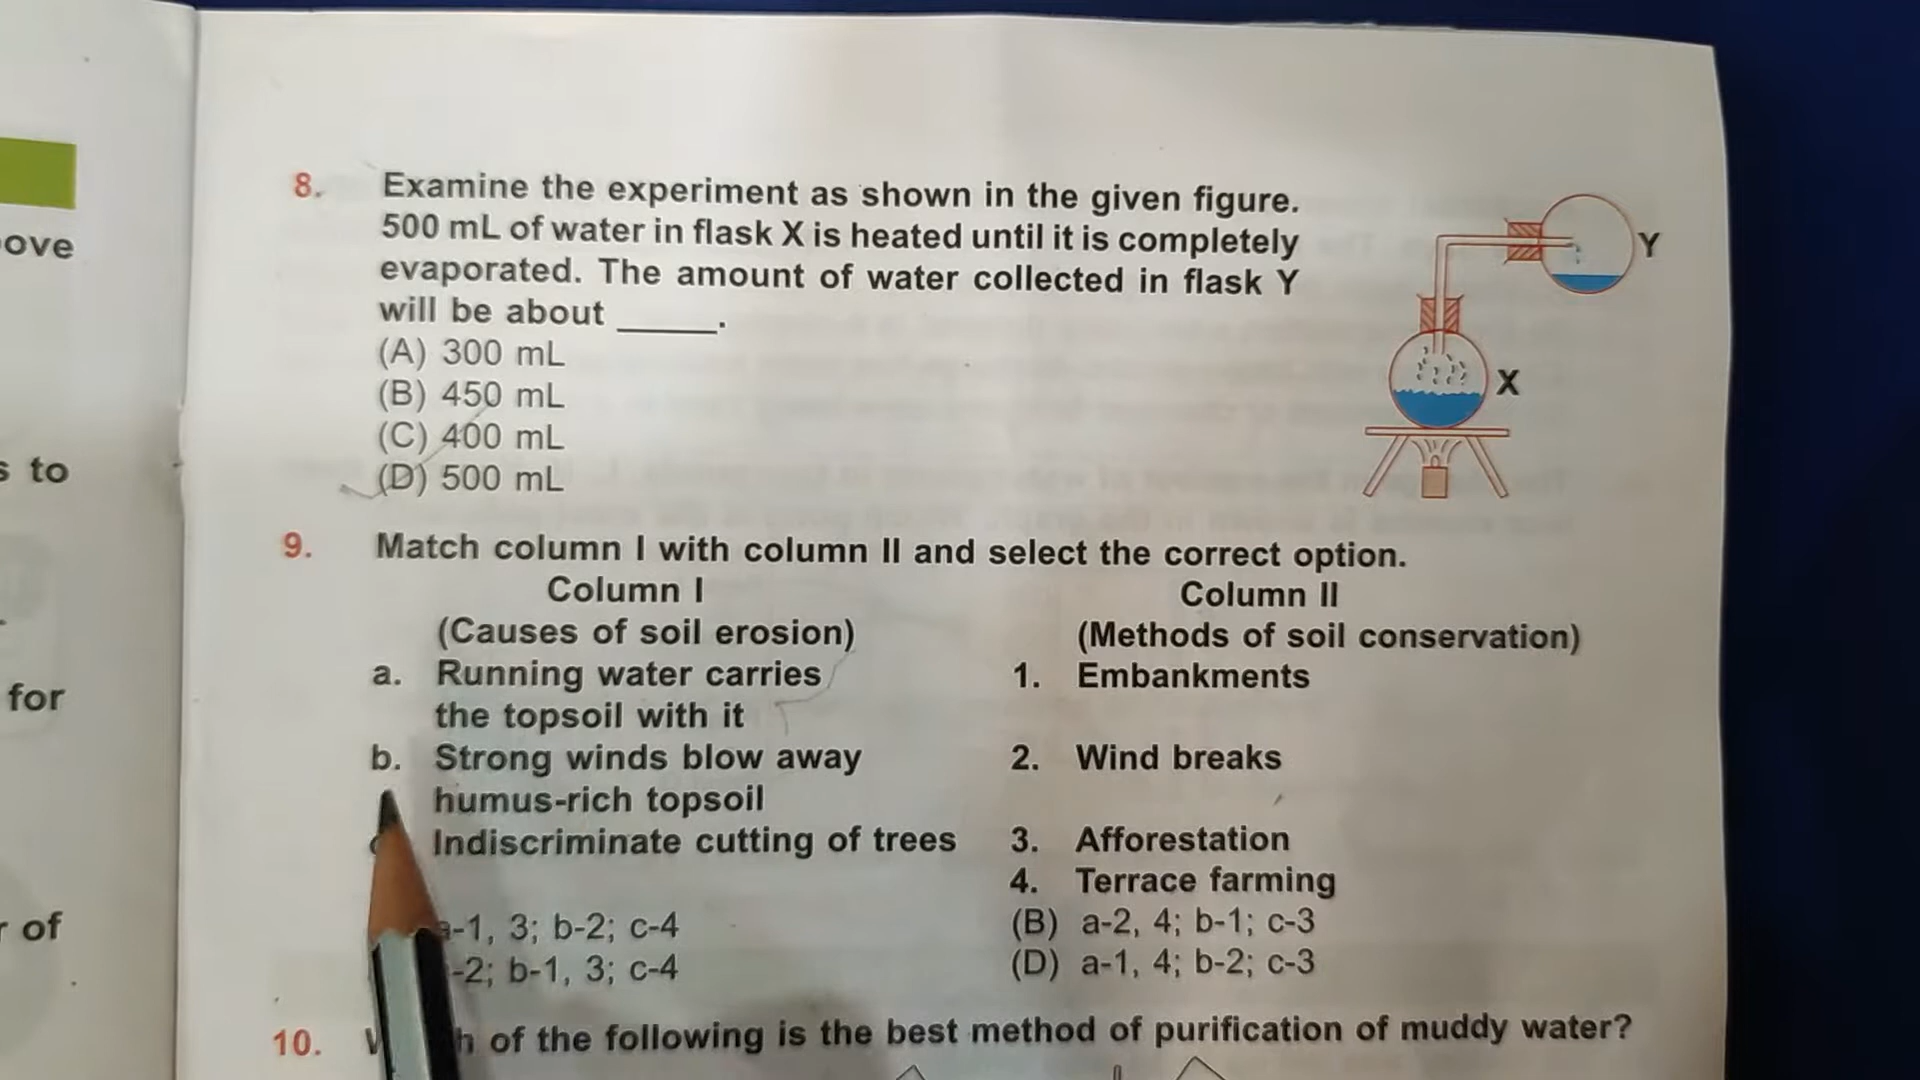 ove
s to
for
r of
8. Examine the experiment as shown in the given figure.
500 mL of water in flask X is heated until it is completely
evaporated. The amount of water collected in flask Y
will be about _____.
(A) 300 mL
(B) 450 mL
(C) 400 mL
(D) 500 mL
Y
X
9. Match column I with column II and select the correct option.
Column I Column II
(Causes of soil erosion) (Methods of soil conservation)
a. Running water carries 1. Embankments
the topsoil with it
b. Strong winds blow away 2. Wind breaks
humus-rich topsoil
Indiscriminate cutting of trees 3. Afforestation
4. Terrace farming
a-1, 3; b-2; c-4 (B) a-2, 4; b-1; c-3
-2; b-1, 3; c-4 (D) a-1, 4; b-2; c-3
10. of the following is the best method of purification of muddy water?